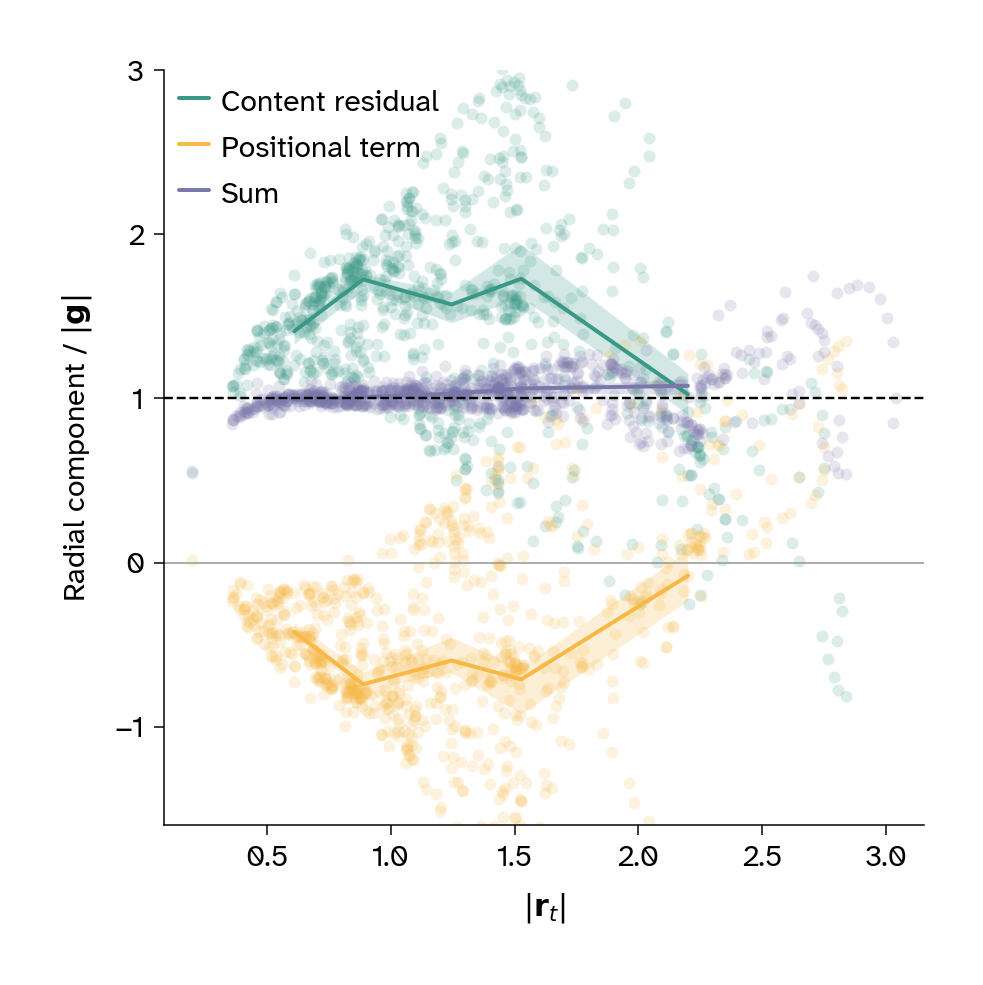 3
2
1
0
−1
Radial component / |g|
Content residual
Positional term
Sum
0.5 1.0 1.5 2.0 2.5 3.0
|rₜ|